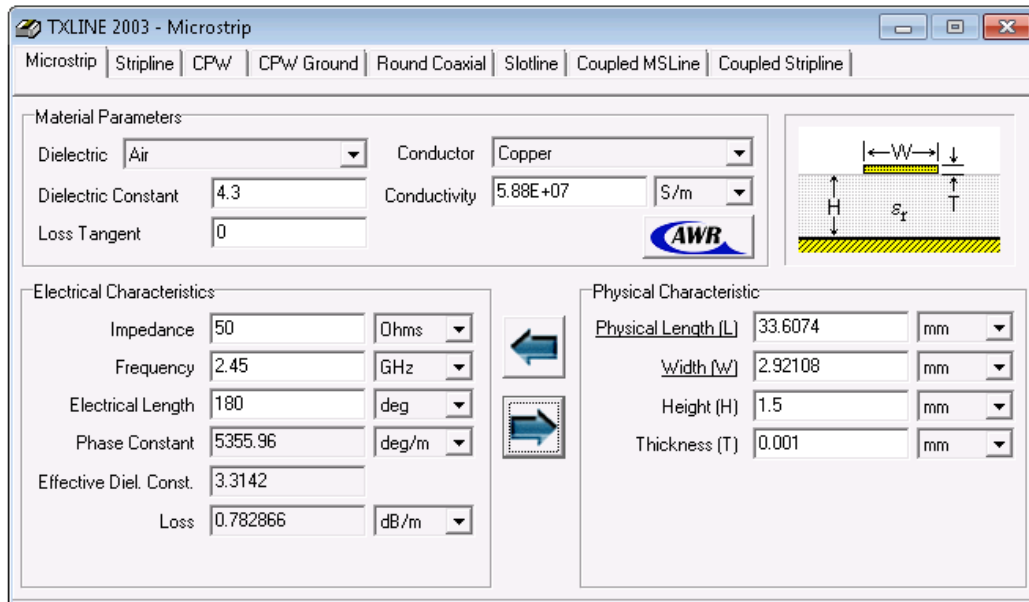 TXLINE 2003 - Microstrip
Microstrip Stripline CPW CPW Ground Round Coaxial Slotline Coupled MSLine Coupled Stripline
Material Parameters
Dielectric Air Conductor Copper
Dielectric Constant 4.3 Conductivity 5.88E+07 S/m
Loss Tangent 0
AWR
W
H
T
εr
Electrical Characteristics
Impedance 50 Ohms
Frequency 2.45 GHz
Electrical Length 180 deg
Phase Constant 5355.96 deg/m
Effective Diel. Const. 3.3142
Loss 0.782866 dB/m
Physical Characteristic
Physical Length (L) 33.6074 mm
Width (W) 2.92108 mm
Height (H) 1.5 mm
Thickness (T) 0.001 mm